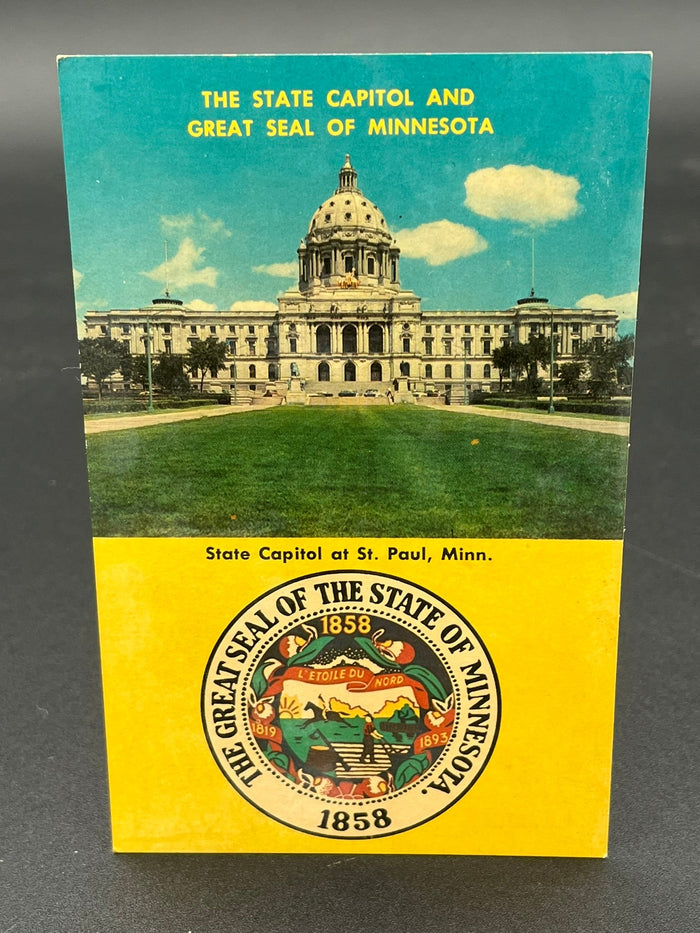 THE STATE CAPITOL AND
GREAT SEAL OF MINNESOTA
State Capitol at St. Paul, Minn.
THE GREAT SEAL OF THE STATE OF MINNESOTA.
1858
L'ETOILE DU NORD
1819
1893
1858